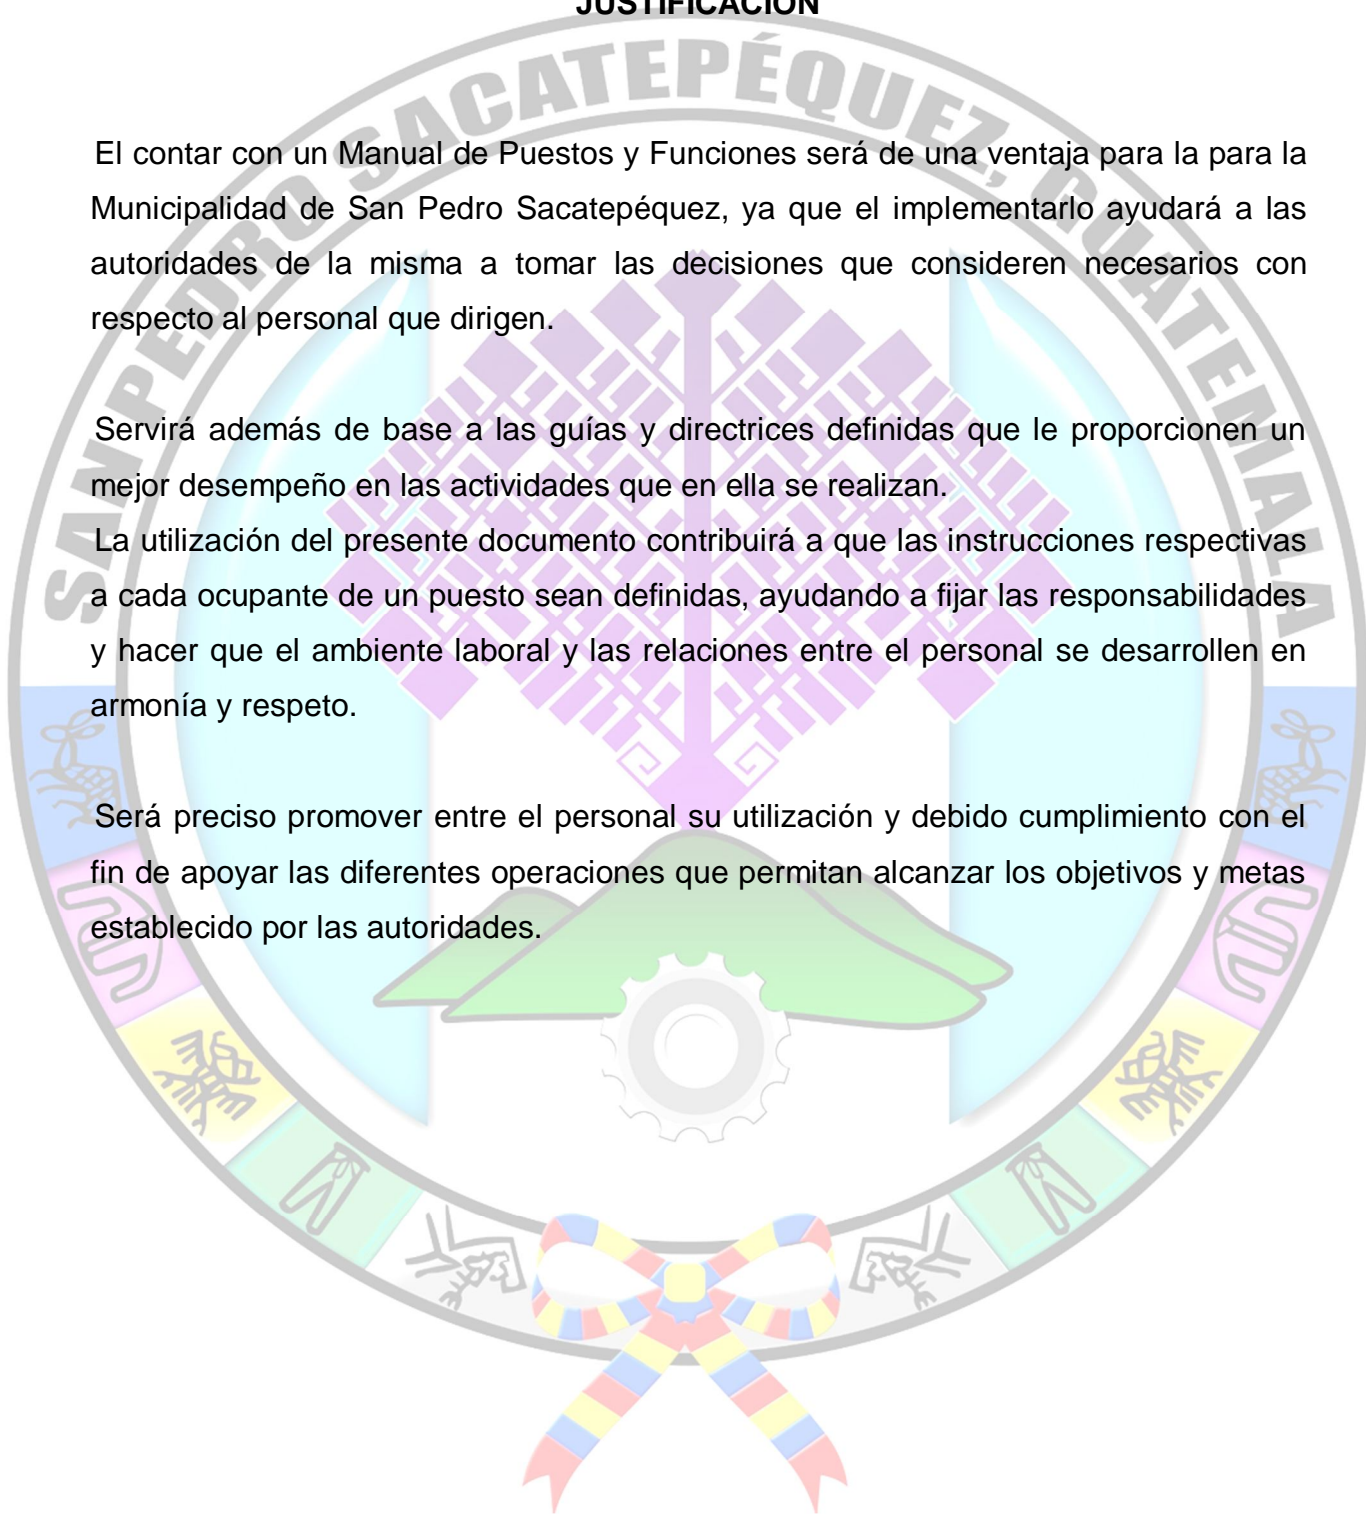 JUSTIFICACIÓN
SAN PEDRO SACATEPÉQUEZ, GUATEMALA
El contar con un Manual de Puestos y Funciones será de una ventaja para la para la
Municipalidad de San Pedro Sacatepéquez, ya que el implementarlo ayudará a las
autoridades de la misma a tomar las decisiones que consideren necesarios con
respecto al personal que dirigen.
Servirá además de base a las guías y directrices definidas que le proporcionen un
mejor desempeño en las actividades que en ella se realizan.
La utilización del presente documento contribuirá a que las instrucciones respectivas
a cada ocupante de un puesto sean definidas, ayudando a fijar las responsabilidades
y hacer que el ambiente laboral y las relaciones entre el personal se desarrollen en
armonía y respeto.
Será preciso promover entre el personal su utilización y debido cumplimiento con el
fin de apoyar las diferentes operaciones que permitan alcanzar los objetivos y metas
establecido por las autoridades.